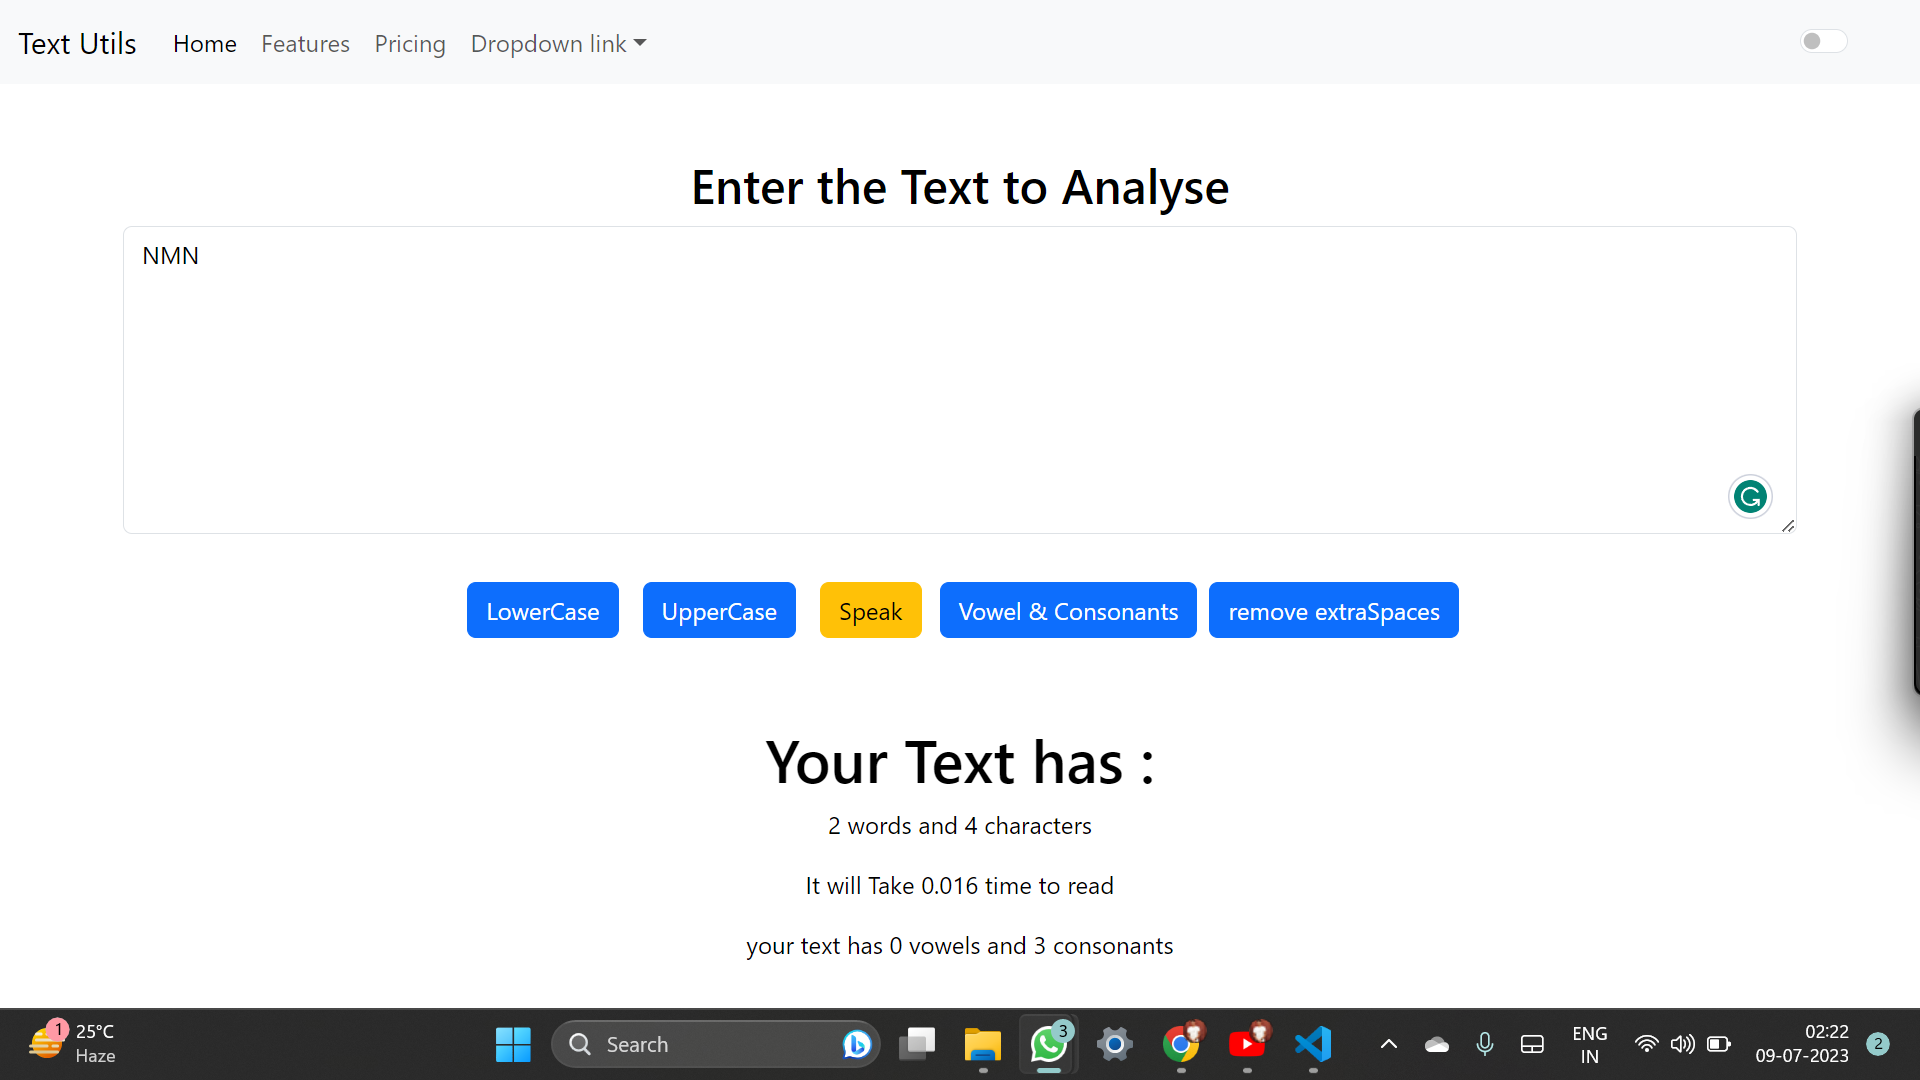 Text Utils Home Features Pricing Dropdown link
Enter the Text to Analyse
NMN
LowerCase UpperCase Speak Vowel & Consonants remove extraSpaces
Your Text has :
2 words and 4 characters
It will Take 0.016 time to read
your text has 0 vowels and 3 consonants
1 25°C
Haze
Search
3
ENG
IN
02:22
09-07-2023
2